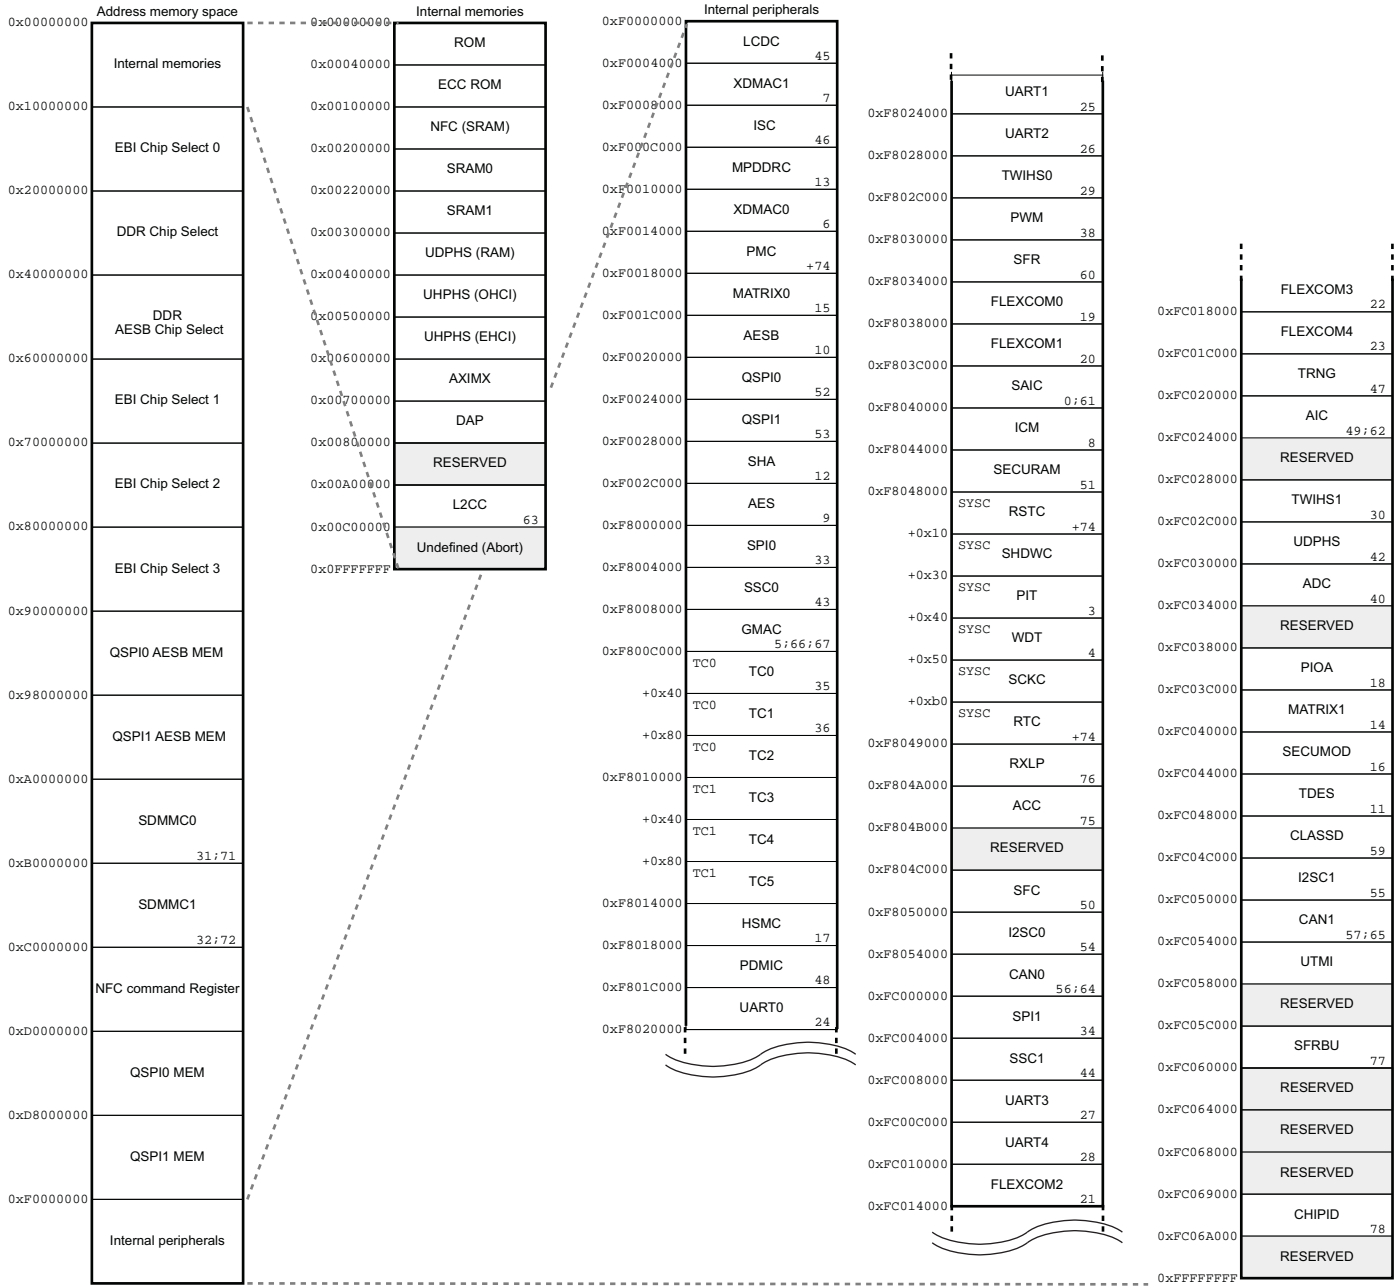 Address memory space
0x00000000
Internal memories
0x10000000
EBI Chip Select 0
0x20000000
DDR Chip Select
0x40000000
DDR
AESB Chip Select
0x60000000
EBI Chip Select 1
0x70000000
EBI Chip Select 2
0x80000000
EBI Chip Select 3
0x90000000
QSPI0 AESB MEM
0x98000000
QSPI1 AESB MEM
0xA0000000
SDMMC0
31;71
0xB0000000
SDMMC1
32;72
0xC0000000
NFC command Register
0xD0000000
QSPI0 MEM
0xD8000000
QSPI1 MEM
0xF0000000
Internal peripherals
Internal memories
0x00000000
ROM
0x00040000
ECC ROM
0x00100000
NFC (SRAM)
0x00200000
SRAM0
0x00220000
SRAM1
0x00300000
UDPHS (RAM)
0x00400000
UHPHS (OHCI)
0x00500000
UHPHS (EHCI)
0x00600000
AXIMX
0x00700000
DAP
0x00800000
RESERVED
0x00A00000
L2CC
63
0x00C00000
Undefined (Abort)
0x0FFFFFFF
Internal peripherals
0xF0000000
LCDC
45
0xF0004000
XDMAC1
7
0xF0008000
ISC
46
0xF000C000
MPDDRC
13
0xF0010000
XDMAC0
6
0xF0014000
PMC
+74
0xF0018000
MATRIX0
15
0xF001C000
AESB
10
0xF0020000
QSPI0
52
0xF0024000
QSPI1
53
0xF0028000
SHA
12
0xF002C000
AES
9
0xF8000000
SPI0
33
0xF8004000
SSC0
43
0xF8008000
GMAC
5;66;67
0xF800C000
TC0
TC0
35
+0x40
TC0
TC1
36
+0x80
TC0
TC2
0xF8010000
TC1
TC3
+0x40
TC1
TC4
+0x80
TC1
TC5
0xF8014000
HSMC
17
0xF8018000
PDMIC
48
0xF801C000
UART0
24
0xF8020000
UART1
25
0xF8024000
UART2
26
0xF8028000
TWIHS0
29
0xF802C000
PWM
38
0xF8030000
SFR
60
0xF8034000
FLEXCOM0
19
0xF8038000
FLEXCOM1
20
0xF803C000
SAIC
0;61
0xF8040000
ICM
8
0xF8044000
SECURAM
51
0xF8048000
SYSC
RSTC
+74
+0x10
SYSC
SHDWC
+0x30
SYSC
PIT
3
+0x40
SYSC
WDT
4
+0x50
SYSC
SCKC
+0xb0
SYSC
RTC
+74
0xF8049000
RXLP
76
0xF804A000
ACC
75
0xF804B000
RESERVED
0xF804C000
SFC
50
0xF8050000
I2SC0
54
0xF8054000
CAN0
56;64
0xFC000000
SPI1
34
0xFC004000
SSC1
44
0xFC008000
UART3
27
0xFC00C000
UART4
28
0xFC010000
FLEXCOM2
21
0xFC014000
FLEXCOM3
22
0xFC018000
FLEXCOM4
23
0xFC01C000
TRNG
47
0xFC020000
AIC
49;62
0xFC024000
RESERVED
0xFC028000
TWIHS1
30
0xFC02C000
UDPHS
42
0xFC030000
ADC
40
0xFC034000
RESERVED
0xFC038000
PIOA
18
0xFC03C000
MATRIX1
14
0xFC040000
SECUMOD
16
0xFC044000
TDES
11
0xFC048000
CLASSD
59
0xFC04C000
I2SC1
55
0xFC050000
CAN1
57;65
0xFC054000
UTMI
0xFC058000
RESERVED
0xFC05C000
SFRBU
77
0xFC060000
RESERVED
0xFC064000
RESERVED
0xFC068000
RESERVED
0xFC069000
CHIPID
78
0xFC06A000
RESERVED
0xFFFFFFFF